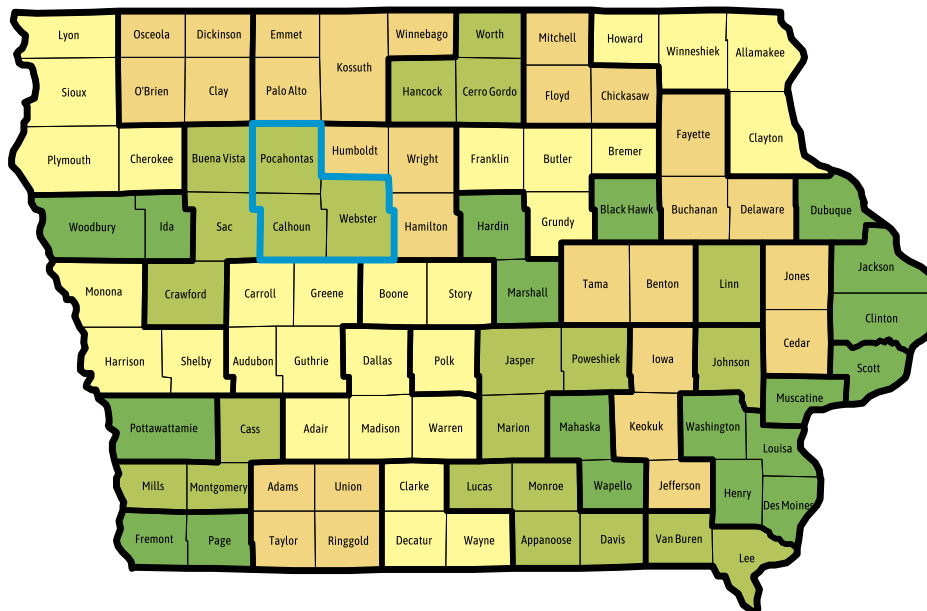 Lyon
Osceola
Dickinson
Emmet
Winnebago
Worth
Mitchell
Howard
Winneshiek
Allamakee
Kossuth
Sioux
O'Brien
Clay
Palo Alto
Hancock
Cerro Gordo
Floyd
Chickasaw
Fayette
Clayton
Plymouth
Cherokee
Buena Vista
Pocahontas
Humboldt
Wright
Franklin
Butler
Bremer
Woodbury
Ida
Sac
Calhoun
Webster
Hamilton
Hardin
Grundy
Black Hawk
Buchanan
Delaware
Dubuque
Monona
Crawford
Carroll
Greene
Boone
Story
Marshall
Tama
Benton
Linn
Jones
Jackson
Clinton
Harrison
Shelby
Audubon
Guthrie
Dallas
Polk
Jasper
Poweshiek
Iowa
Johnson
Cedar
Scott
Muscatine
Pottawattamie
Cass
Adair
Madison
Warren
Marion
Mahaska
Keokuk
Washington
Louisa
Mills
Montgomery
Adams
Union
Clarke
Lucas
Monroe
Wapello
Jefferson
Henry
Des Moines
Fremont
Page
Taylor
Ringgold
Decatur
Wayne
Appanoose
Davis
Van Buren
Lee